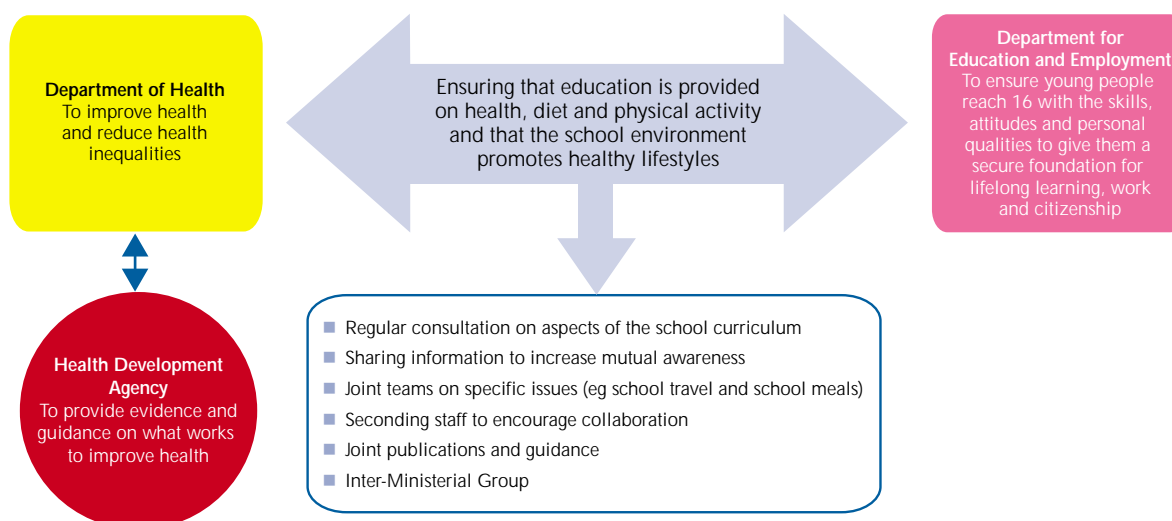 Department of Health
To improve health
and reduce health
inequalities
Ensuring that education is provided
on health, diet and physical activity
and that the school environment
promotes healthy lifestyles
Department for
Education and Employment
To ensure young people
reach 16 with the skills,
attitudes and personal
qualities to give them a
secure foundation for
lifelong learning, work
and citizenship
Health Development
Agency
To provide evidence and
guidance on what works
to improve health
Regular consultation on aspects of the school curriculum
Sharing information to increase mutual awareness
Joint teams on specific issues (eg school travel and school meals)
Seconding staff to encourage collaboration
Joint publications and guidance
Inter-Ministerial Group